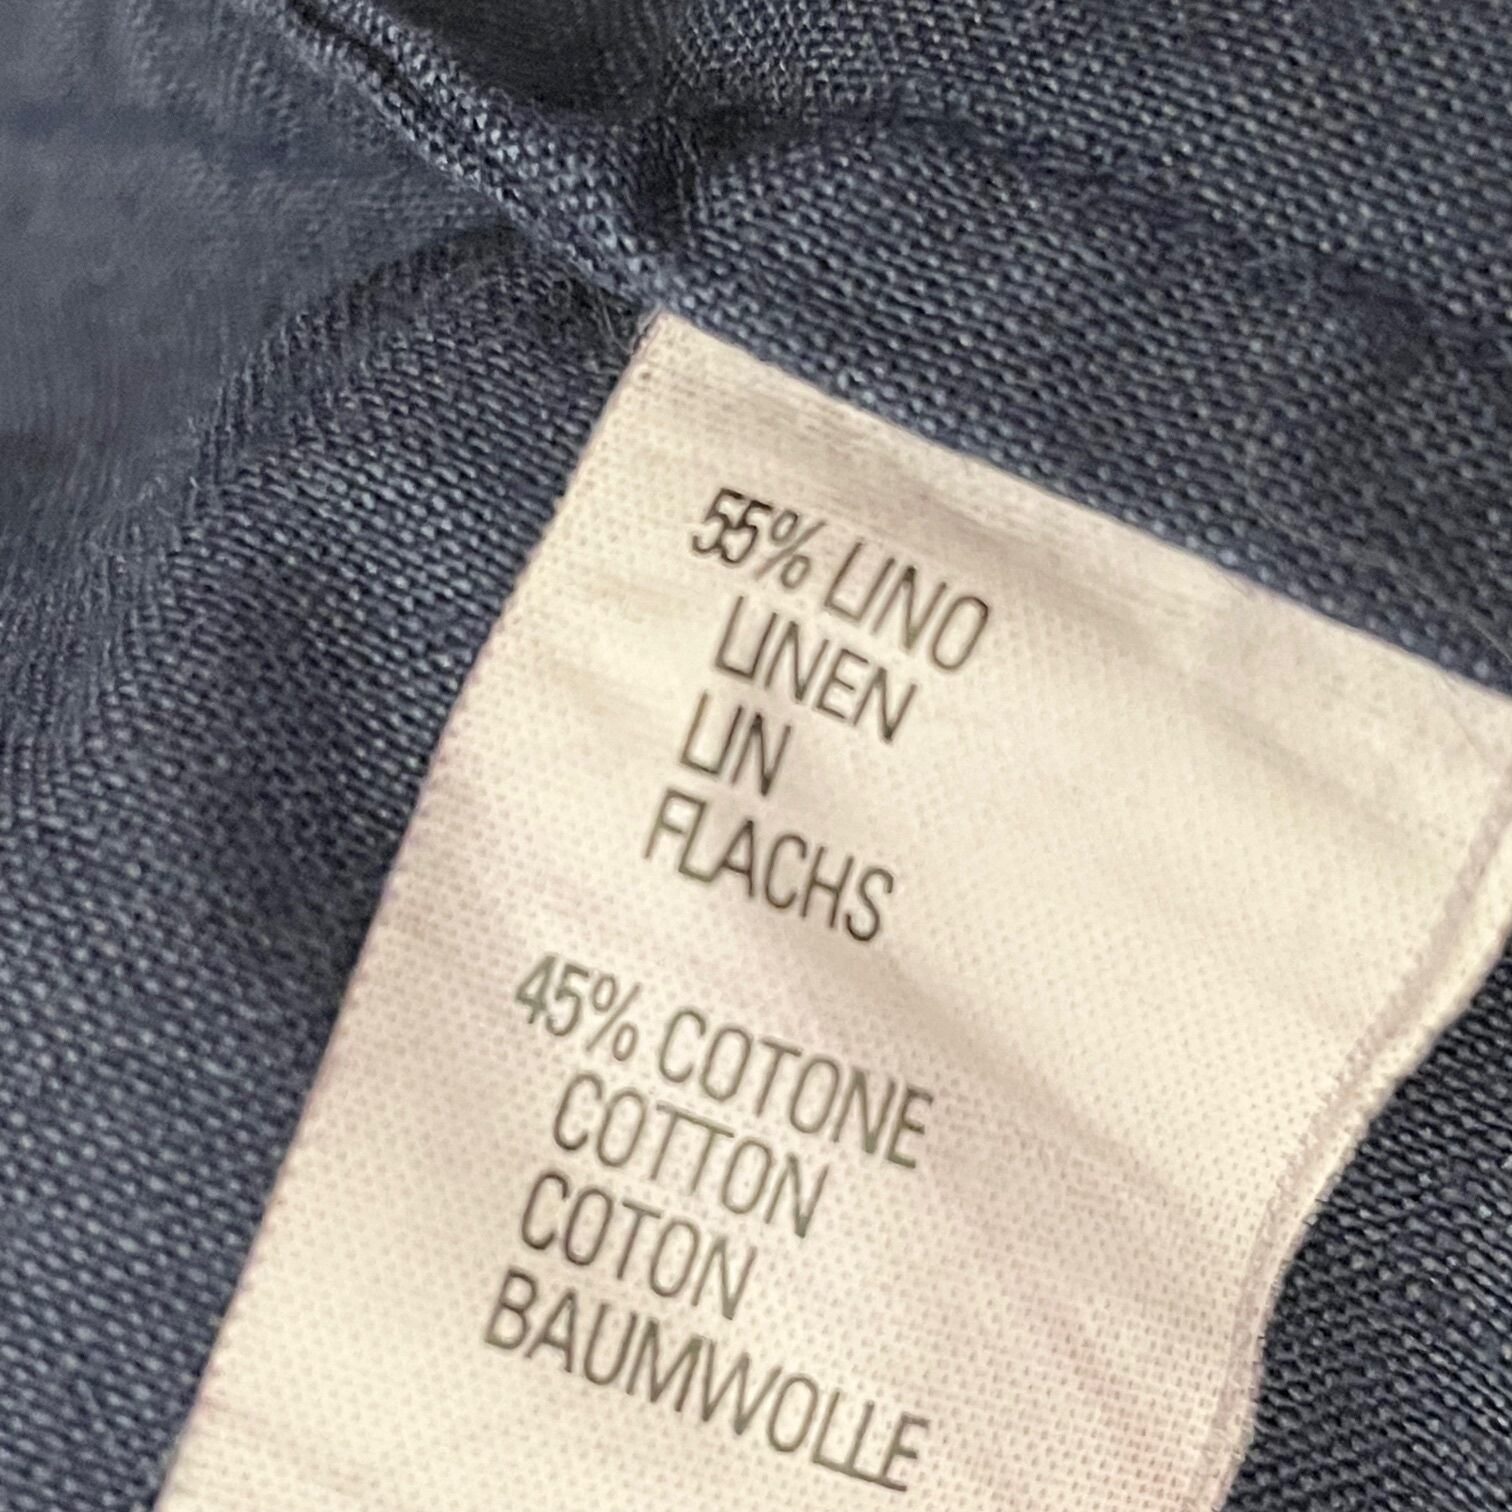 55% LINO
LINEN
LIN
FLACHS
45% COTONE
COTTON
COTON
BAUMWOLLE